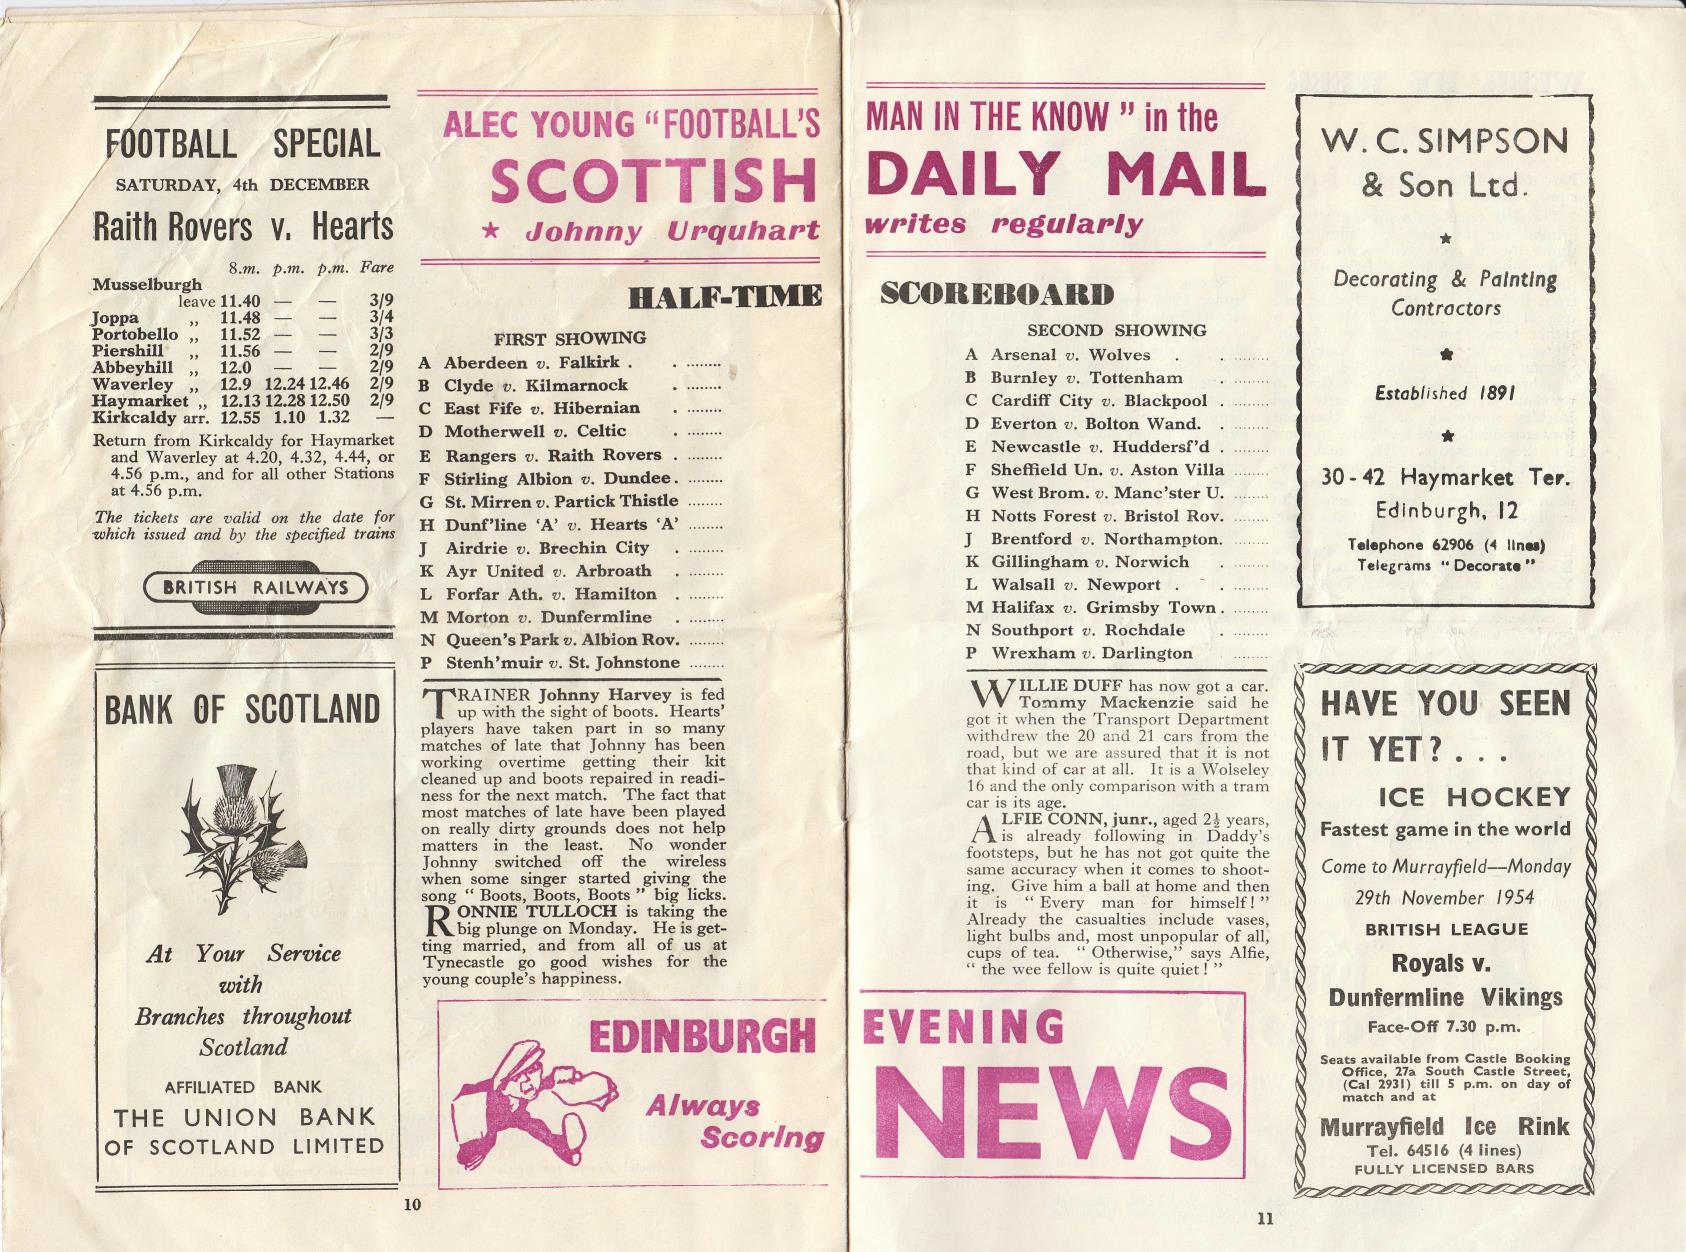 FOOTBALL SPECIAL
SATURDAY, 4th DECEMBER
Raith Rovers v. Hearts
8.m. p.m. p.m. Fare
Musselburgh
leave 11.40 — — 3/9
Joppa „ 11.48 — — 3/4
Portobello „ 11.52 — — 3/3
Piershill „ 11.56 — — 2/9
Abbeyhill „ 12.0 — — 2/9
Waverley „ 12.9 12.24 12.46 2/9
Haymarket „ 12.13 12.28 12.50 2/9
Kirkcaldy arr. 12.55 1.10 1.32 —
Return from Kirkcaldy for Haymarket
and Waverley at 4.20, 4.32, 4.44, or
4.56 p.m., and for all other Stations
at 4.56 p.m.
The tickets are valid on the date for
which issued and by the specified trains
BRITISH RAILWAYS
BANK OF SCOTLAND
At Your Service
with
Branches throughout
Scotland
AFFILIATED BANK
THE UNION BANK
OF SCOTLAND LIMITED
ALEC YOUNG "FOOTBALL'S
SCOTTISH
★ Johnny Urquhart
HALF-TIME
FIRST SHOWING
A Aberdeen v. Falkirk . . ........
B Clyde v. Kilmarnock . ........
C East Fife v. Hibernian . ........
D Motherwell v. Celtic . ........
E Rangers v. Raith Rovers . ........
F Stirling Albion v. Dundee. ........
G St. Mirren v. Partick Thistle ........
H Dunf'line 'A' v. Hearts 'A' ........
J Airdrie v. Brechin City . ........
K Ayr United v. Arbroath . ........
L Forfar Ath. v. Hamilton . ........
M Morton v. Dunfermline . ........
N Queen's Park v. Albion Rov. ........
P Stenh'muir v. St. Johnstone ........
TRAINER Johnny Harvey is fed
up with the sight of boots. Hearts'
players have taken part in so many
matches of late that Johnny has been
working overtime getting their kit
cleaned up and boots repaired in readi-
ness for the next match. The fact that
most matches of late have been played
on really dirty grounds does not help
matters in the least. No wonder
Johnny switched off the wireless
when some singer started giving the
song " Boots, Boots, Boots " big licks.
RONNIE TULLOCH is taking the
big plunge on Monday. He is get-
ting married, and from all of us at
Tynecastle go good wishes for the
young couple's happiness.
EDINBURGH
Always
Scoring
10
MAN IN THE KNOW " in the
DAILY MAIL
writes regularly
SCOREBOARD
SECOND SHOWING
A Arsenal v. Wolves . . ........
B Burnley v. Tottenham . ........
C Cardiff City v. Blackpool . ........
D Everton v. Bolton Wand. . ........
E Newcastle v. Huddersf'd . ........
F Sheffield Un. v. Aston Villa ........
G West Brom. v. Manc'ster U. ........
H Notts Forest v. Bristol Rov. ........
J Brentford v. Northampton. ........
K Gillingham v. Norwich . ........
L Walsall v. Newport . . ........
M Halifax v. Grimsby Town . ........
N Southport v. Rochdale . ........
P Wrexham v. Darlington ........
WILLIE DUFF has now got a car.
Tommy Mackenzie said he
got it when the Transport Department
withdrew the 20 and 21 cars from the
road, but we are assured that it is not
that kind of car at all. It is a Wolseley
16 and the only comparison with a tram
car is its age.
ALFIE CONN, junr., aged 2½ years,
is already following in Daddy's
footsteps, but he has not got quite the
same accuracy when it comes to shoot-
ing. Give him a ball at home and then
it is " Every man for himself! "
Already the casualties include vases,
light bulbs and, most unpopular of all,
cups of tea. " Otherwise," says Alfie,
" the wee fellow is quite quiet! "
EVENING
NEWS
W. C. SIMPSON
& Son Ltd.
★
Decorating & Painting
Contractors
★
Established 1891
★
30 - 42 Haymarket Ter.
Edinburgh, 12
Telephone 62906 (4 lines)
Telegrams " Decorate "
HAVE YOU SEEN
IT YET? . . .
ICE HOCKEY
Fastest game in the world
Come to Murrayfield—Monday
29th November 1954
BRITISH LEAGUE
Royals v.
Dunfermline Vikings
Face-Off 7.30 p.m.
Seats available from Castle Booking
Office, 27a South Castle Street,
(Cal 2931) till 5 p.m. on day of
match and at
Murrayfield Ice Rink
Tel. 64516 (4 lines)
FULLY LICENSED BARS
11